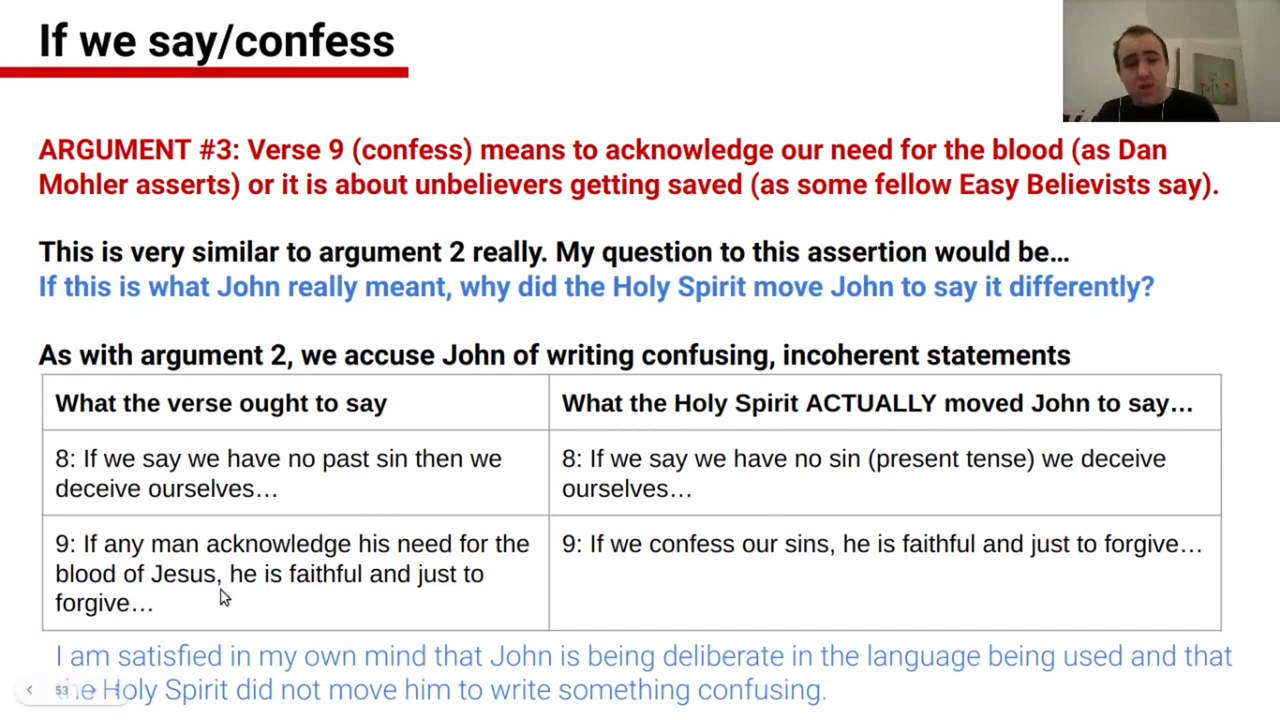 If we say/confess
ARGUMENT #3: Verse 9 (confess) means to acknowledge our need for the blood (as Dan
Mohler asserts) or it is about unbelievers getting saved (as some fellow Easy Believists say).
This is very similar to argument 2 really. My question to this assertion would be...
If this is what John really meant, why did the Holy Spirit move John to say it differently?
As with argument 2, we accuse John of writing confusing, incoherent statements
What the verse ought to say
What the Holy Spirit ACTUALLY moved John to say...
8: If we say we have no past sin then we
deceive ourselves...
8: If we say we have no sin (present tense) we deceive
ourselves...
9: If any man acknowledge his need for the
blood of Jesus, he is faithful and just to
forgive...
9: If we confess our sins, he is faithful and just to forgive...
I am satisfied in my own mind that John is being deliberate in the language being used and that
the Holy Spirit did not move him to write something confusing.
53